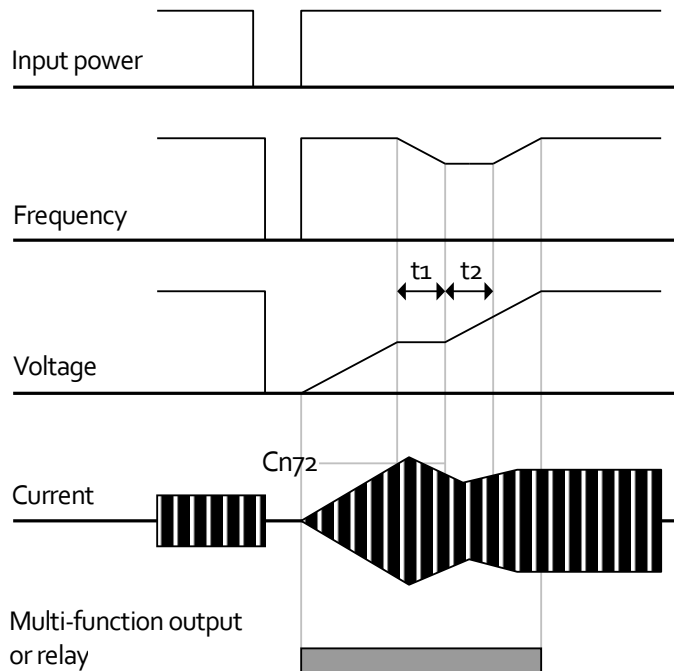 Input power
Frequency
t1 t2
Voltage
Cn72
Current
Multi-function output
or relay